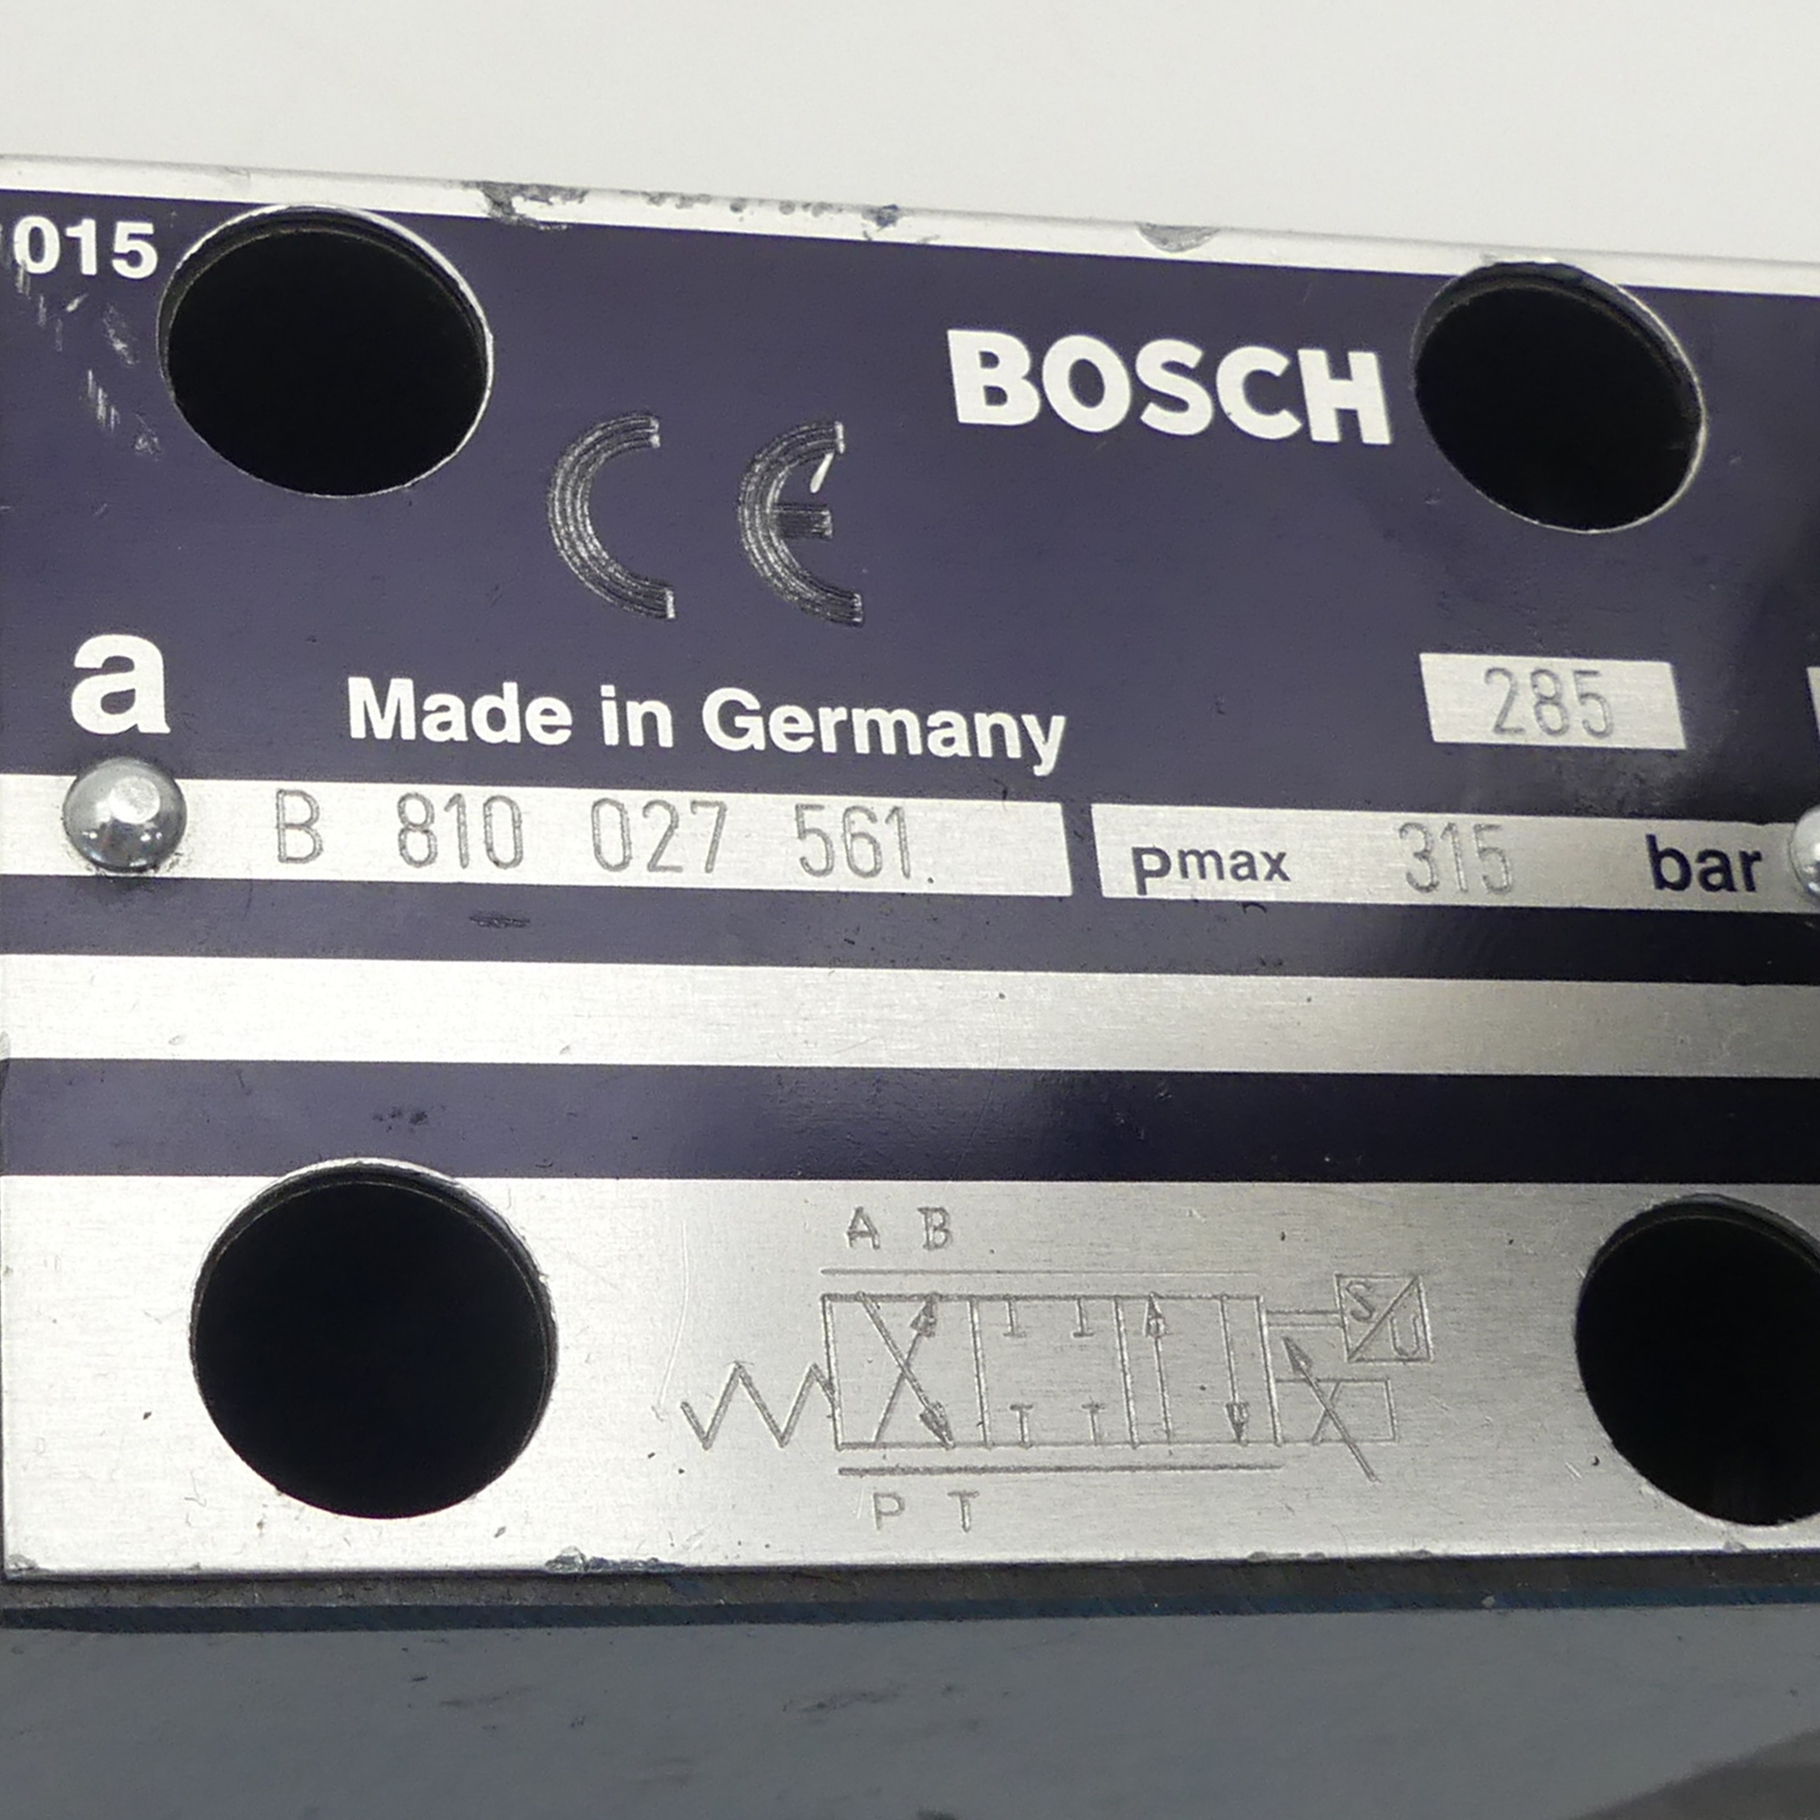 015
BOSCH
CE
a
Made in Germany
285
B 810 027 561.
pmax 315 bar
A B
S/U
P T